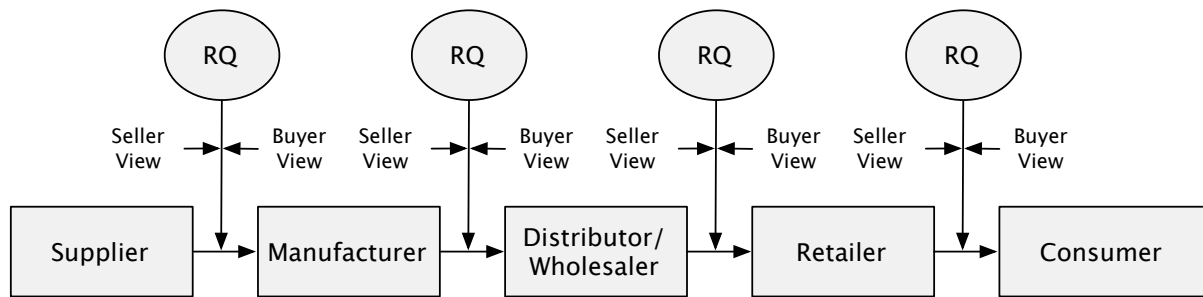 RQ
RQ
RQ
RQ
Seller
View
Buyer
View
Seller
View
Buyer
View
Seller
View
Buyer
View
Seller
View
Buyer
View
Supplier
Manufacturer
Distributor/
Wholesaler
Retailer
Consumer